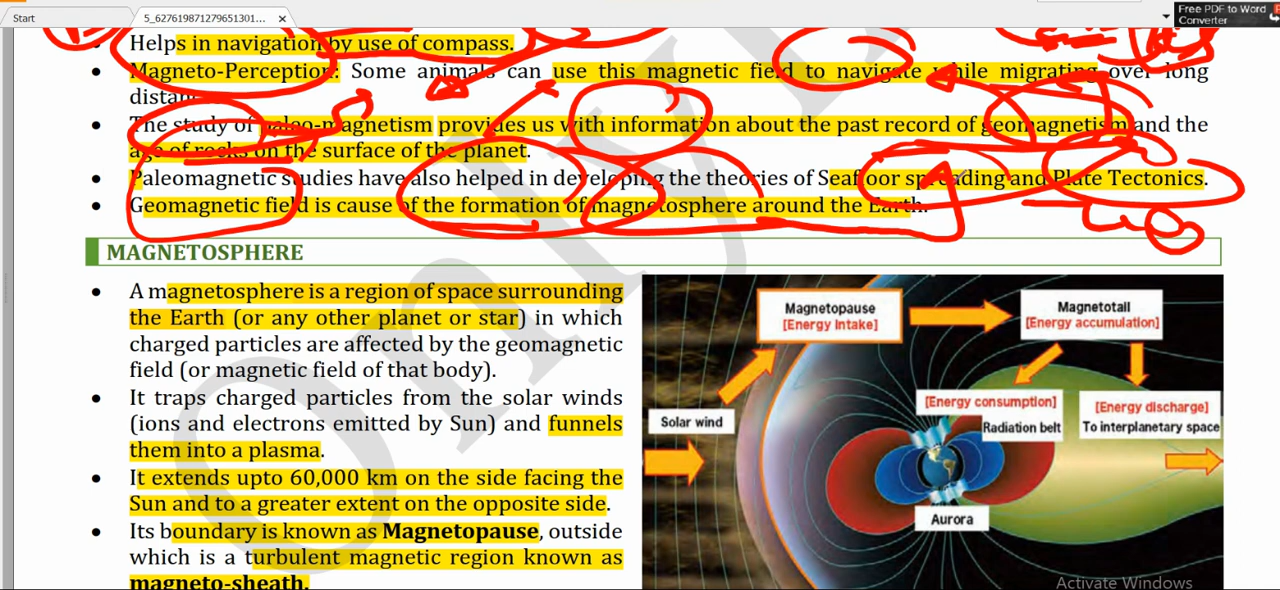 Start
5_627619871279651301...
Free PDF to Word
Converter
• Helps in navigation by use of compass.
• Magneto-Perception: Some animals can use this magnetic field to navigate while migrating over long
• The study of paleo-magnetism provides us with information about the past record of geomagnetism and the
age of rocks on the surface of the planet.
• Paleomagnetic studies have also helped in developing the theories of Seafloor spreading and Plate Tectonics.
• Geomagnetic field is cause of the formation of magnetosphere around the Earth.
MAGNETOSPHERE
• A magnetosphere is a region of space surrounding
the Earth (or any other planet or star) in which
charged particles are affected by the geomagnetic
field (or magnetic field of that body).
• It traps charged particles from the solar winds
(ions and electrons emitted by Sun) and funnels
them into a plasma.
• It extends upto 60,000 km on the side facing the
Sun and to a greater extent on the opposite side.
• Its boundary is known as Magnetopause, outside
which is a turbulent magnetic region known as
magneto-sheath.
Magnetopause
[Energy Intake]
Magnetotail
[Energy accumulation]
Solar wind
[Energy consumption]
Radiation belt
[Energy discharge]
To interplanetary space
Aurora
Activate Windows